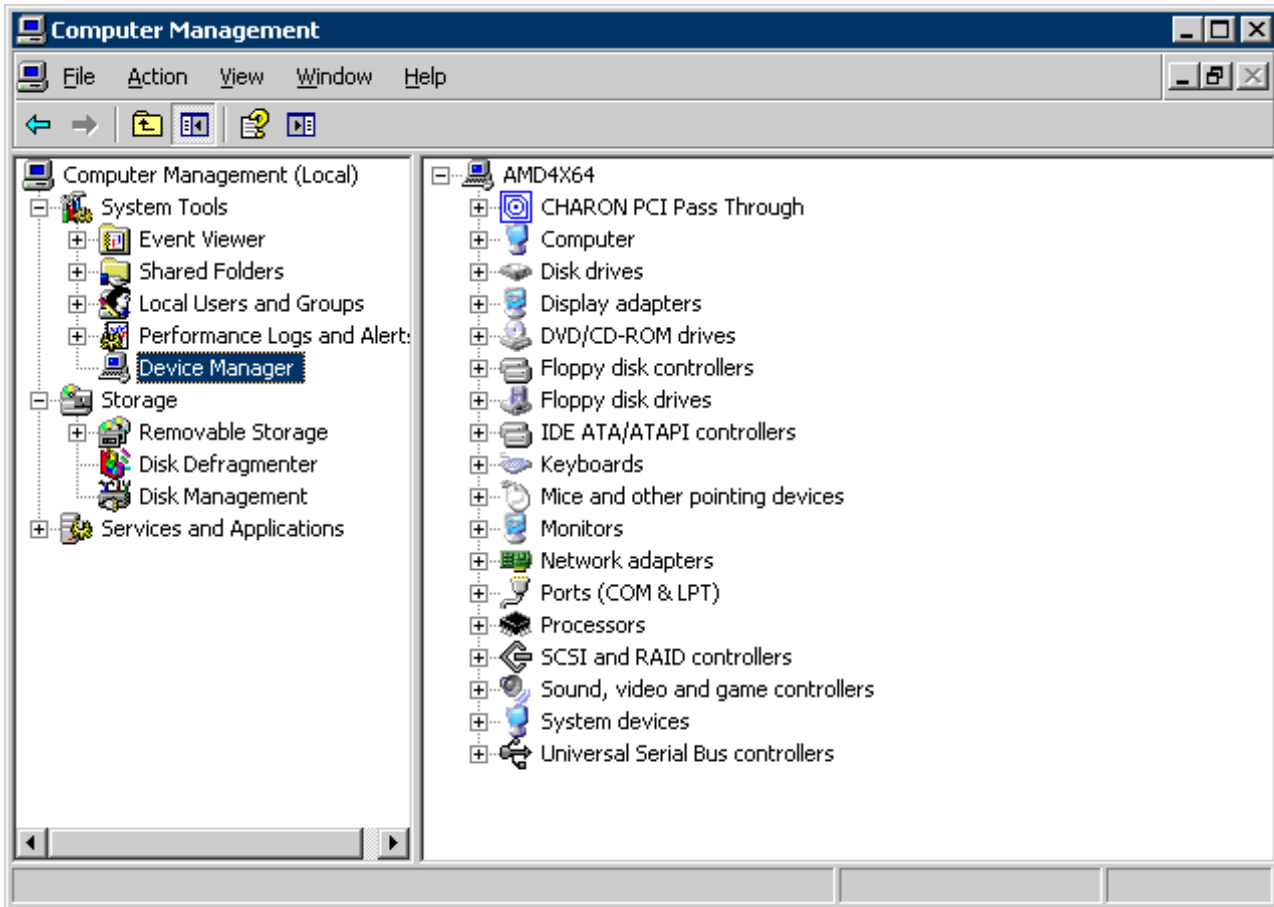 Computer Management
File Action View Window Help
Computer Management (Local)
System Tools
Event Viewer
Shared Folders
Local Users and Groups
Performance Logs and Alert
Device Manager
Storage
Removable Storage
Disk Defragmenter
Disk Management
Services and Applications
AMD4X64
CHARON PCI Pass Through
Computer
Disk drives
Display adapters
DVD/CD-ROM drives
Floppy disk controllers
Floppy disk drives
IDE ATA/ATAPI controllers
Keyboards
Mice and other pointing devices
Monitors
Network adapters
Ports (COM & LPT)
Processors
SCSI and RAID controllers
Sound, video and game controllers
System devices
Universal Serial Bus controllers